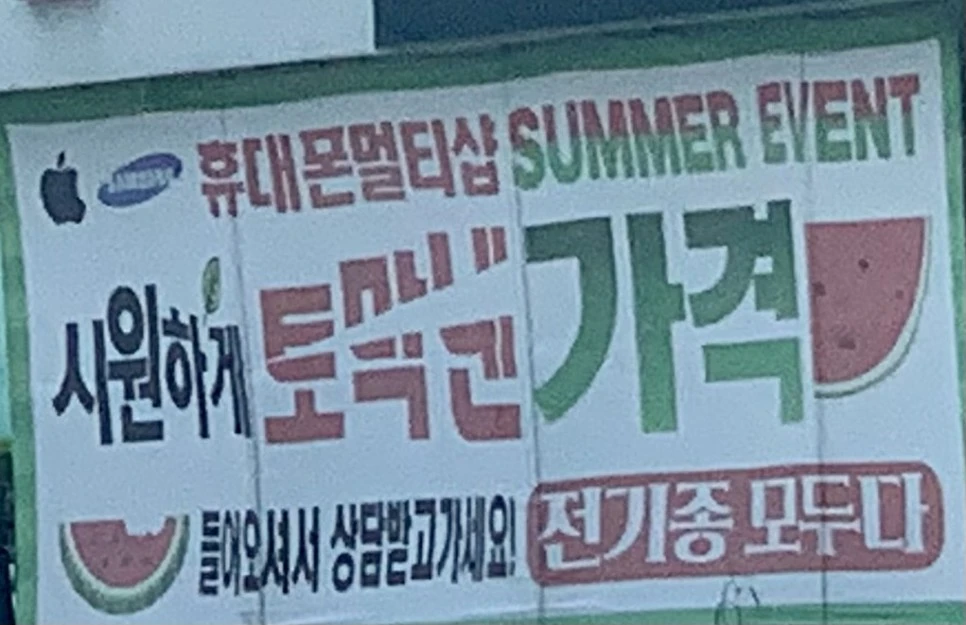 SAMSUNG 휴대폰멀티샵 SUMMER EVENT
시원하게 토막낸 가격
들어오셔서 상담받고가세요! 전기종 모두다